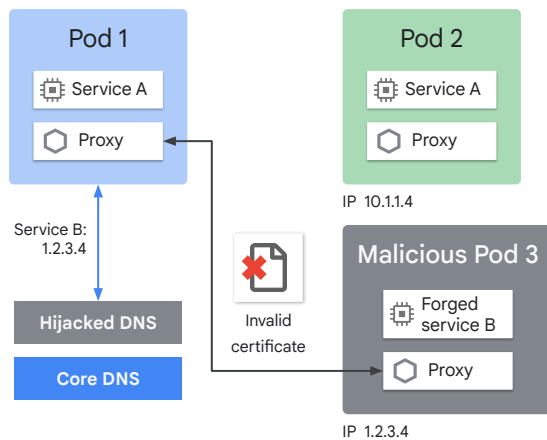 Pod 1
Service A
Proxy
Pod 2
Service A
Proxy
IP 10.1.1.4
Service B:
1.2.3.4
Hijacked DNS
Core DNS
Invalid
certificate
Malicious Pod 3
Forged
service B
Proxy
IP 1.2.3.4